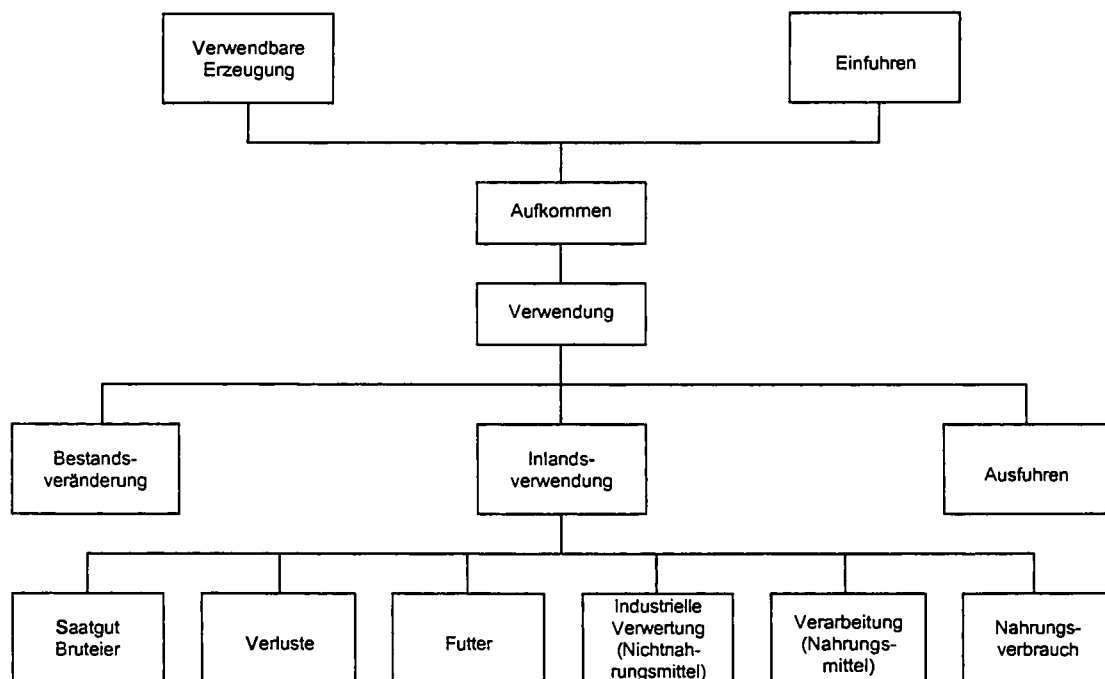 Verwendbare
Erzeugung
Einfuhren
Aufkommen
Verwendung
Bestands-
veränderung
Inlands-
verwendung
Ausfuhren
Saatgut
Bruteier
Verluste
Futter
Industrielle
Verwertung
(Nichtnah-
rungsmittel)
Verarbeitung
(Nahrungs-
mittel)
Nahrungs-
verbrauch